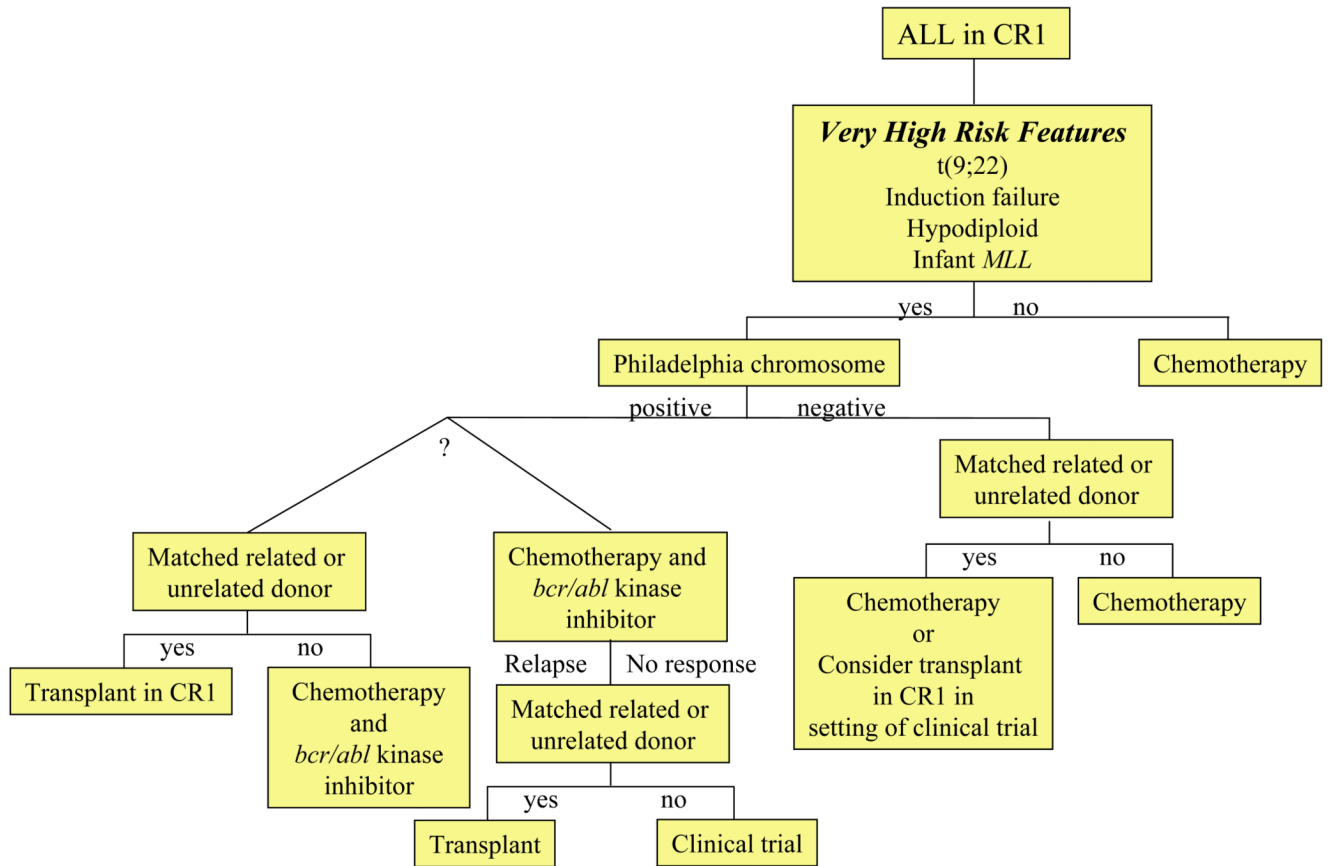 ALL in CR1
Very High Risk Features
t(9;22)
Induction failure
Hypodiploid
Infant MLL
yes
no
Philadelphia chromosome
Chemotherapy
positive
negative
?
Matched related or
unrelated donor
yes
no
Transplant in CR1
Chemotherapy
and
bcr/abl kinase
inhibitor
Chemotherapy and
bcr/abl kinase
inhibitor
Relapse
No response
Matched related or
unrelated donor
yes
no
Transplant
Clinical trial
Matched related or
unrelated donor
yes
no
Chemotherapy
or
Consider transplant
in CR1 in
setting of clinical trial
Chemotherapy